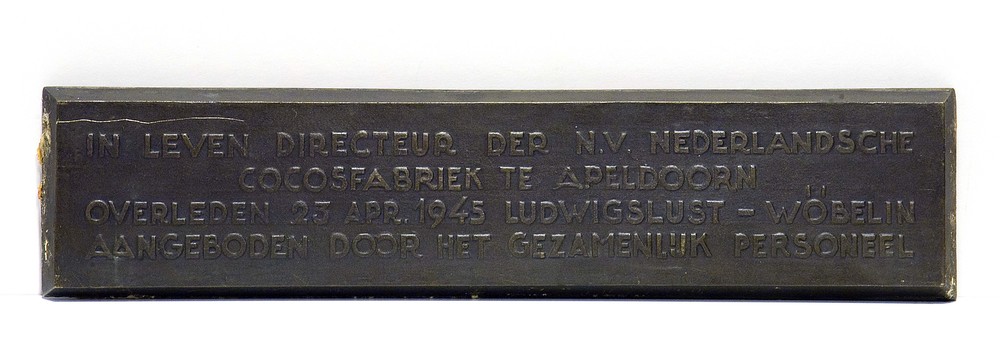 IN LEVEN DIRECTEUR DER N.V. NEDERLANDSCHE
COCOSFABRIEK TE APELDOORN
OVERLEDEN 23 APR. 1945 LUDWIGSLUST – WÖBELIN
AANGEBODEN DOOR HET GEZAMENLIJK PERSONEEL